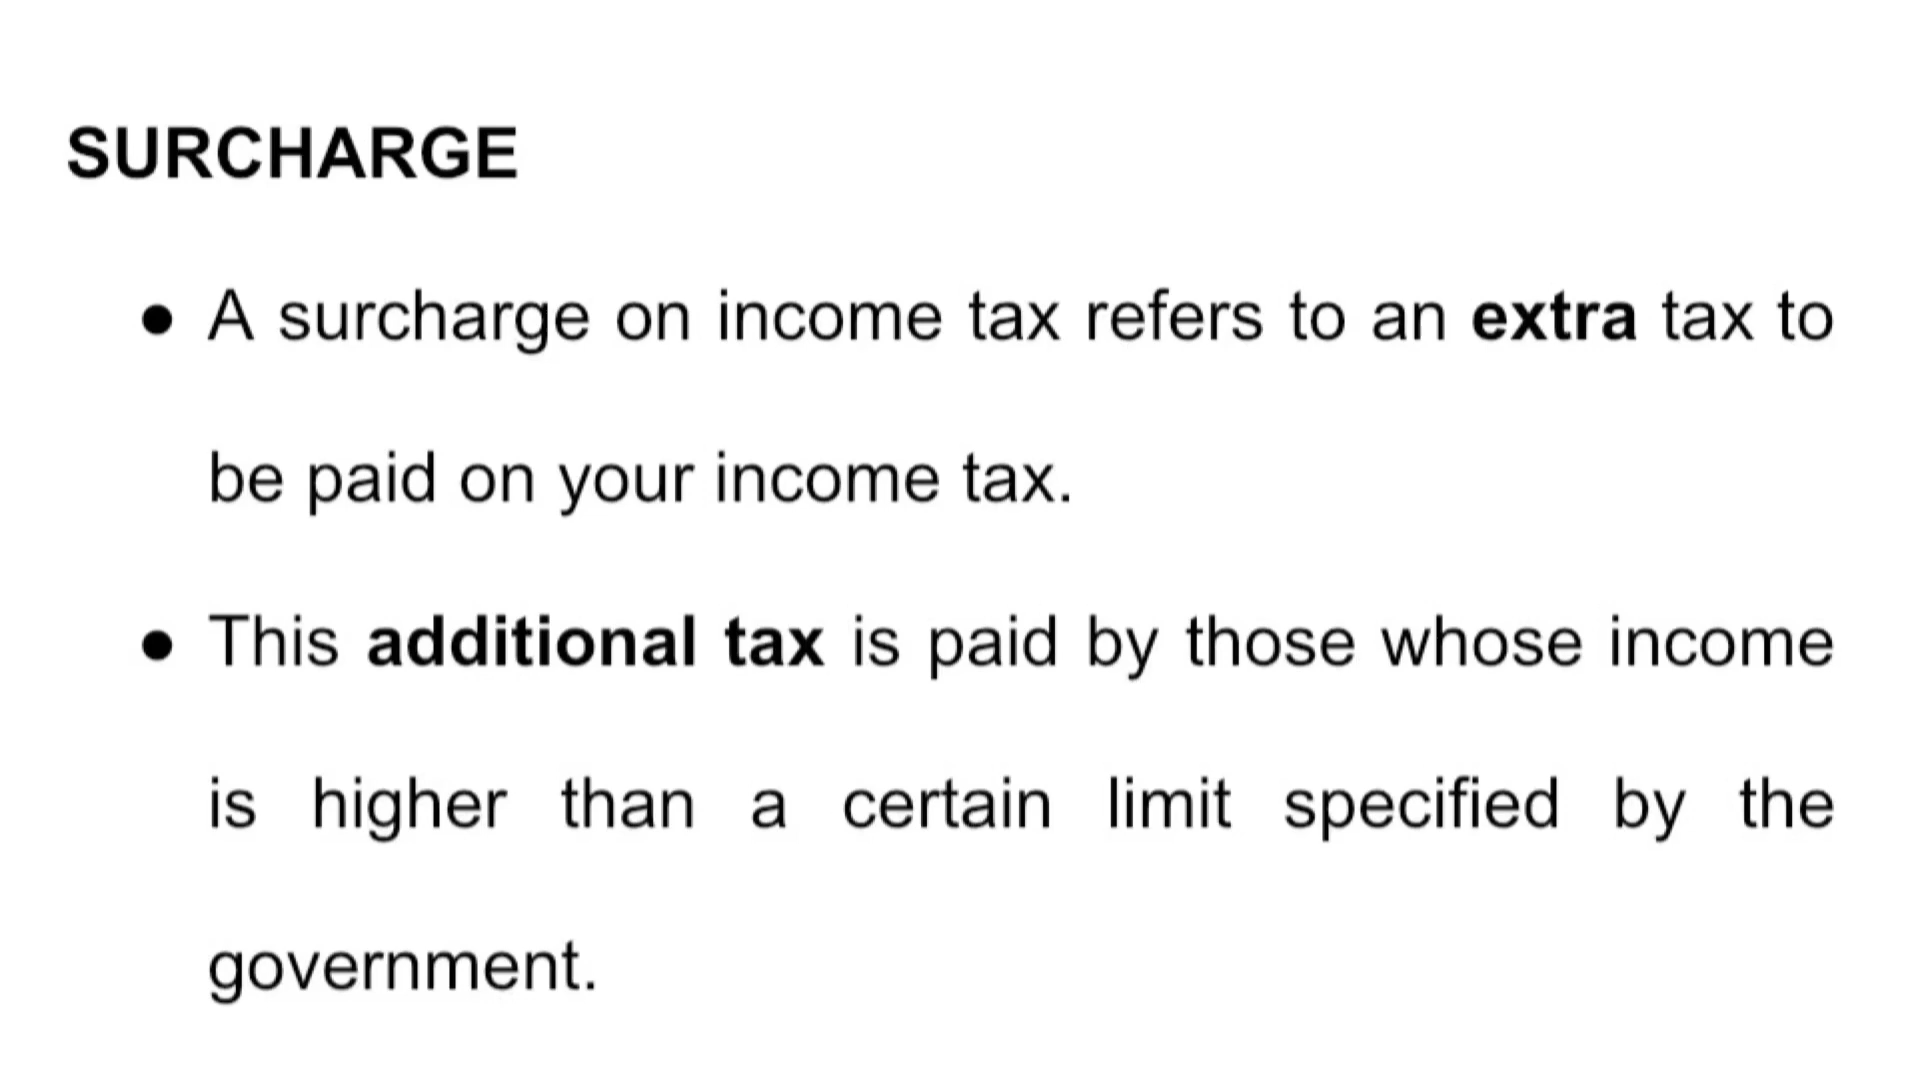 SURCHARGE
● A surcharge on income tax refers to an extra tax to
be paid on your income tax.
● This additional tax is paid by those whose income
is higher than a certain limit specified by the
government.